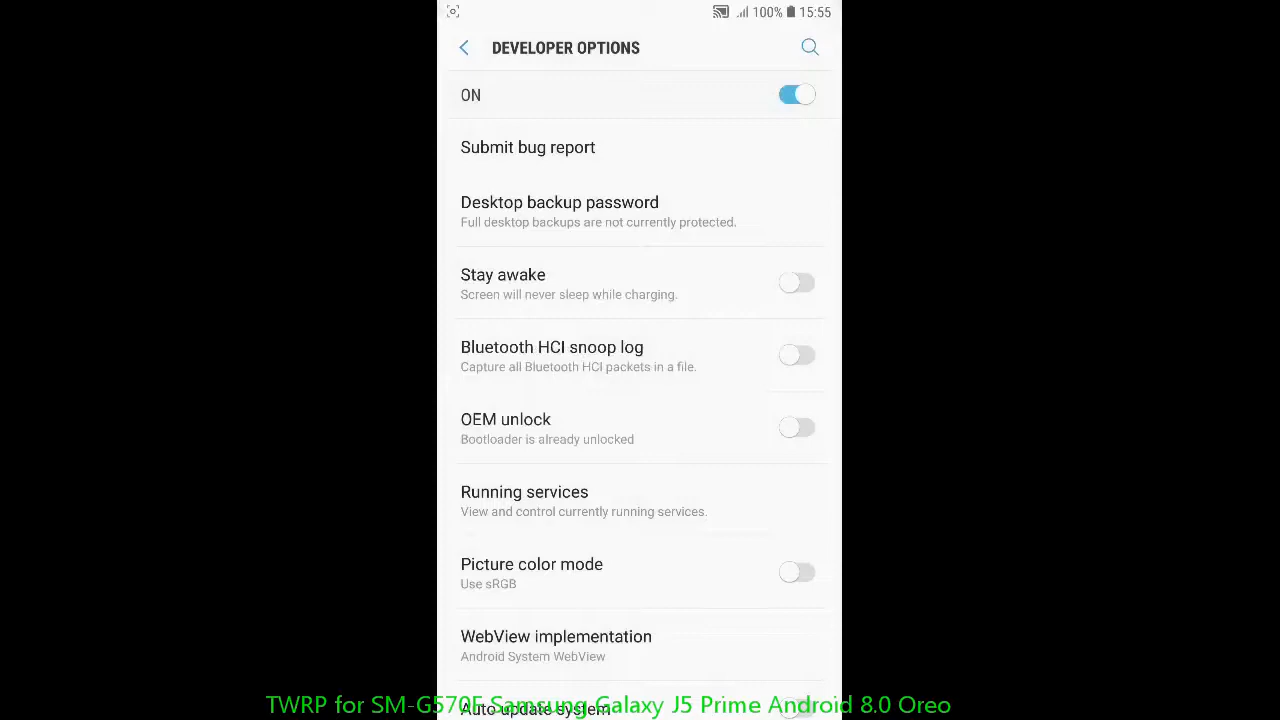 100% 15:55
DEVELOPER OPTIONS
ON
Submit bug report
Desktop backup password
Full desktop backups are not currently protected.
Stay awake
Screen will never sleep while charging.
Bluetooth HCI snoop log
Capture all Bluetooth HCI packets in a file.
OEM unlock
Bootloader is already unlocked
Running services
View and control currently running services.
Picture color mode
Use sRGB
WebView implementation
Android System WebView
Auto update system
TWRP for SM-G570F Samsung Galaxy J5 Prime Android 8.0 Oreo